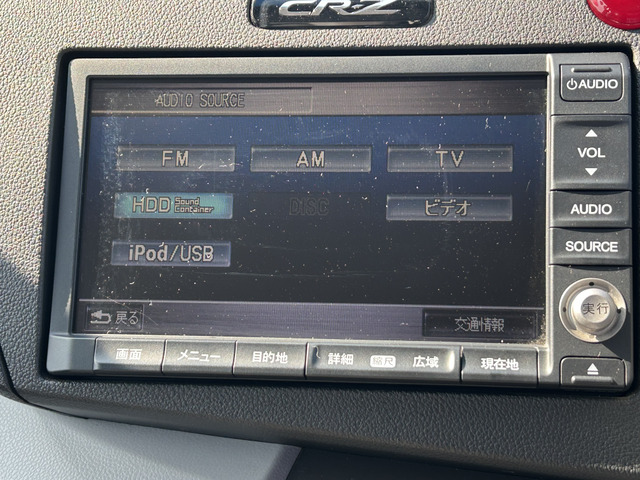 CR-Z
AUDIO SOURCE
FM AM TV
HDD Sound Container DISC ビデオ
iPod/USB
戻る 交通情報
画面 メニュー 目的地 詳細 縮尺 広域 現在地
AUDIO
VOL
AUDIO
SOURCE
実行